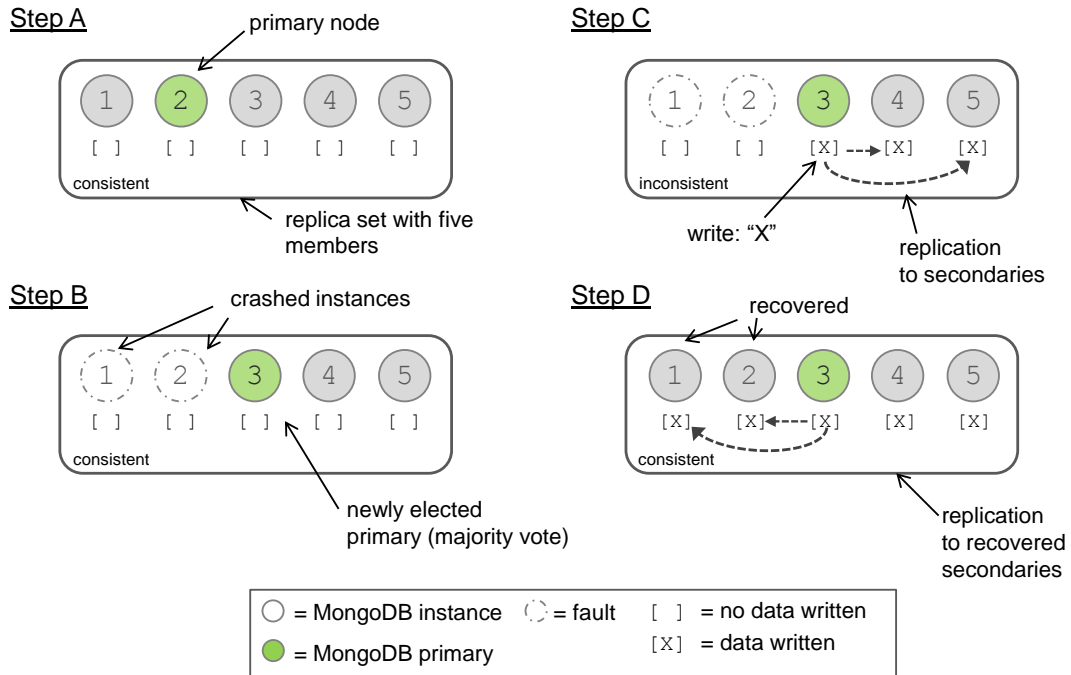 Step A
primary node
1 2 3 4 5
[ ] [ ] [ ] [ ] [ ]
consistent
replica set with five
members
Step B
crashed instances
1 2 3 4 5
[ ] [ ] [ ] [ ] [ ]
consistent
newly elected
primary (majority vote)
Step C
1 2 3 4 5
[ ] [ ] [X] [X] [X]
inconsistent
write: “X”
replication
to secondaries
Step D
recovered
1 2 3 4 5
[X] [X] [X] [X] [X]
consistent
replication
to recovered
secondaries
= MongoDB instance = fault [ ] = no data written
= MongoDB primary [X] = data written